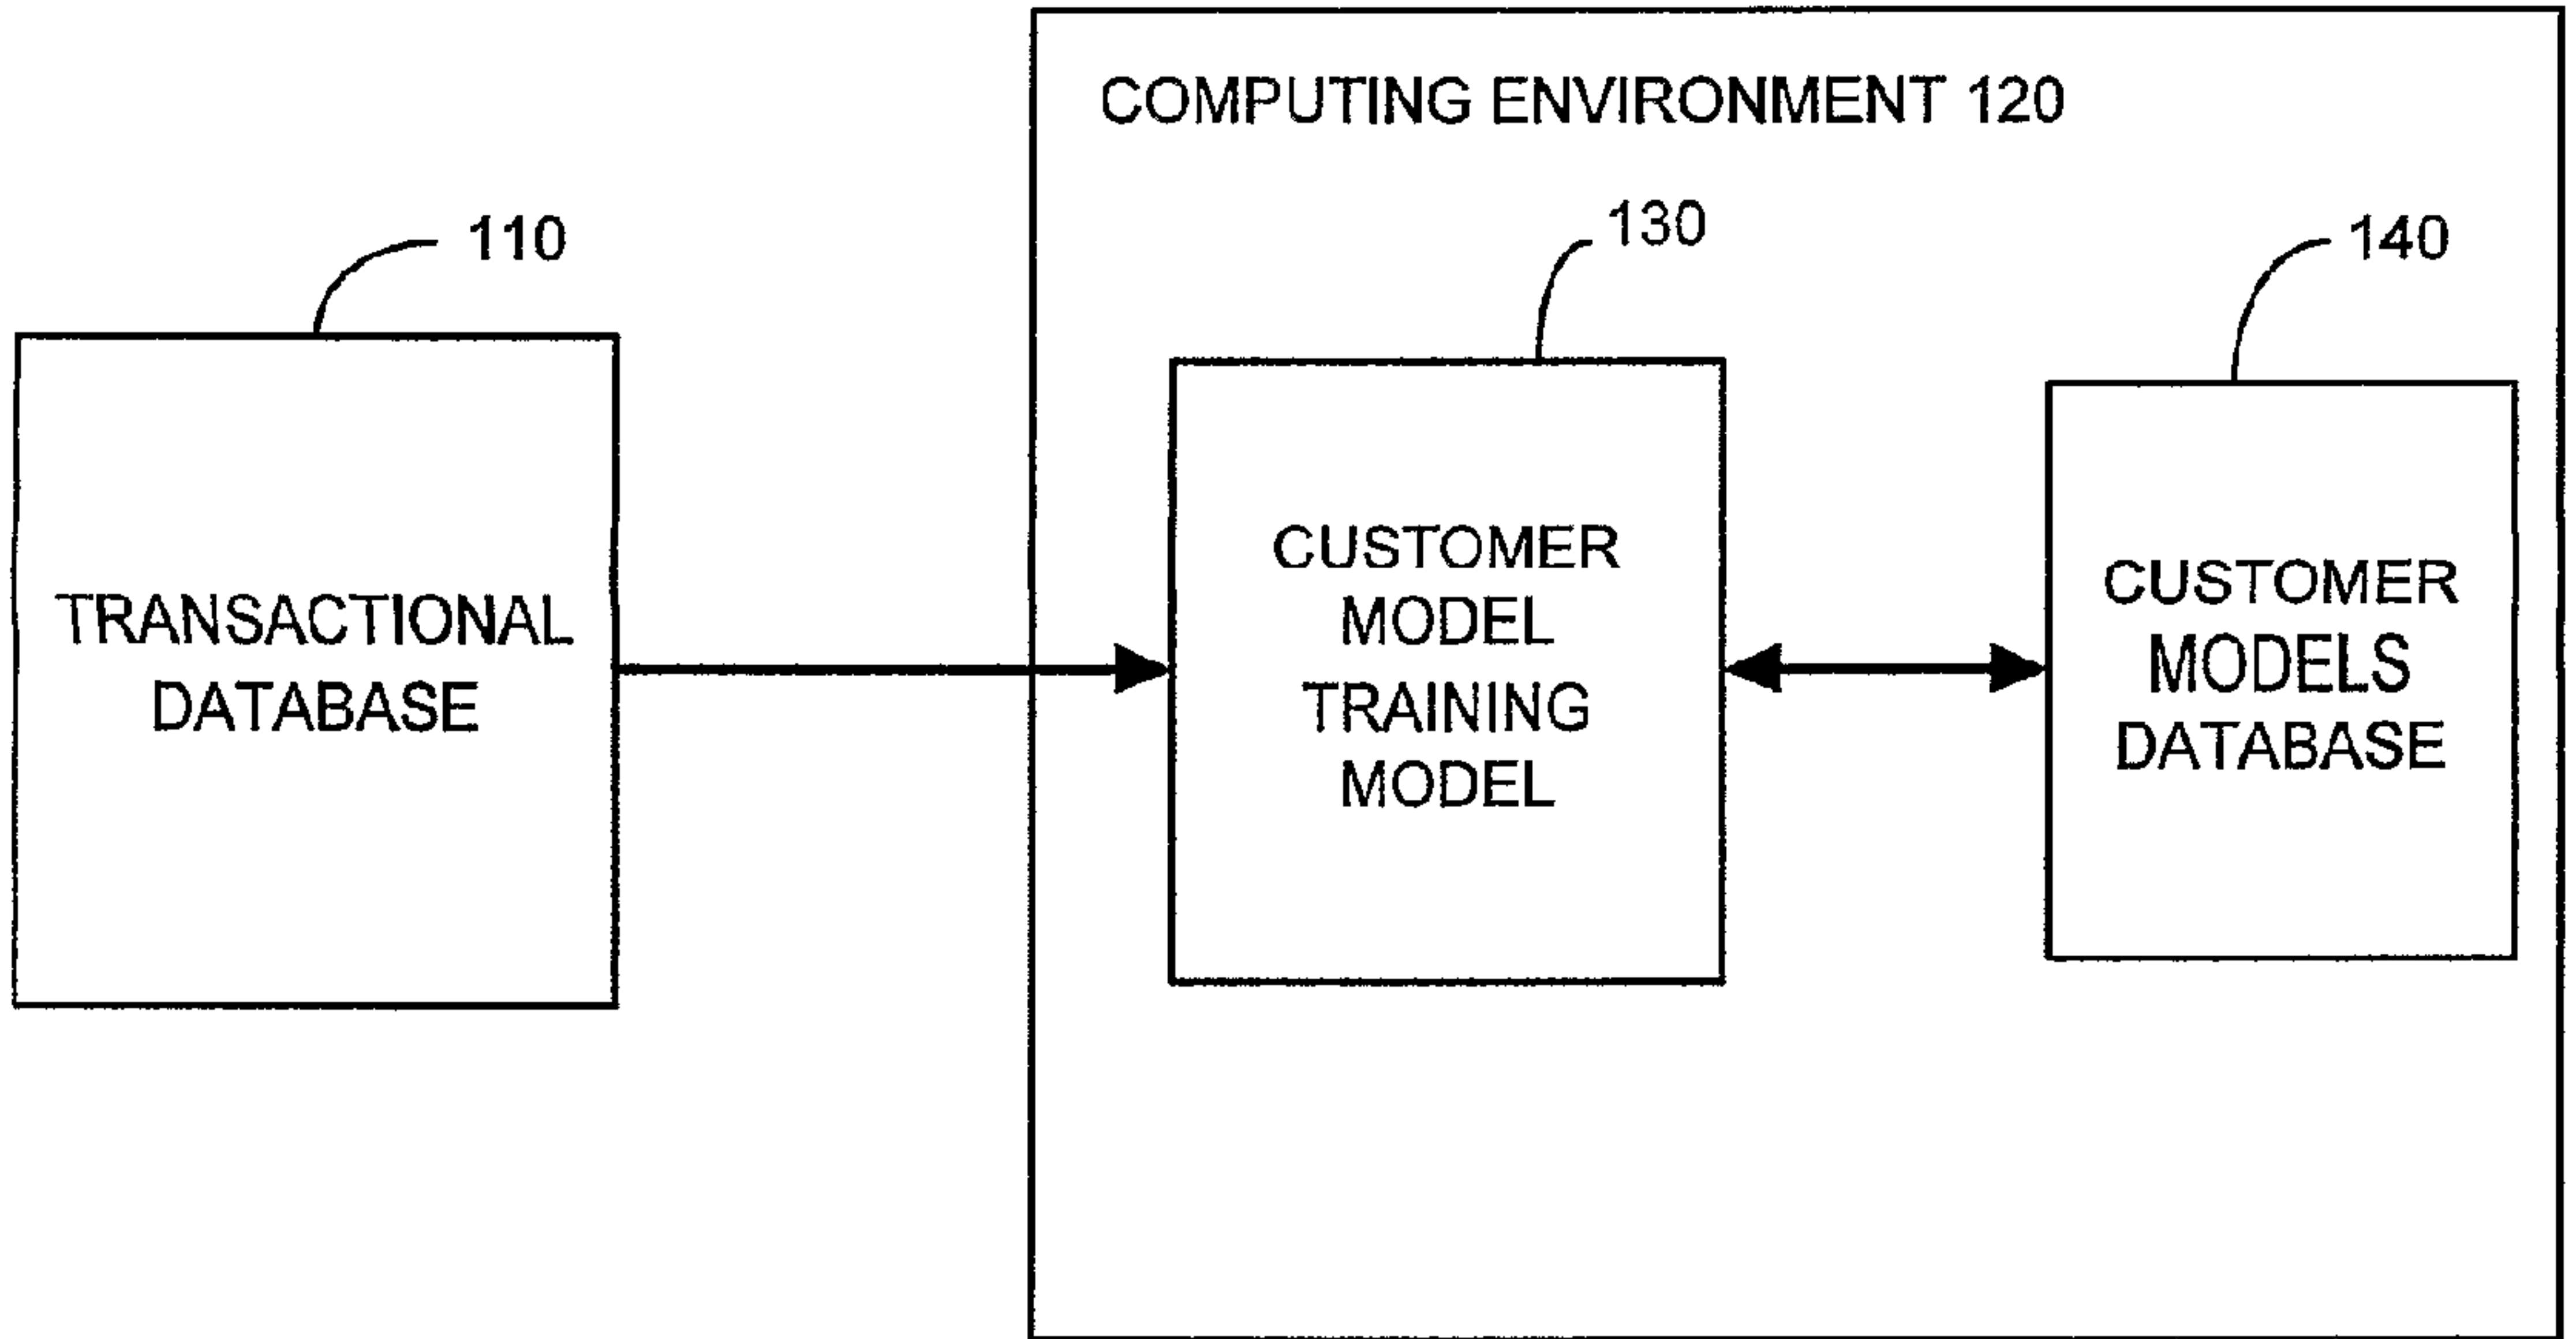 COMPUTING ENVIRONMENT 120
110
130
140
TRANSACTIONAL
DATABASE
CUSTOMER
MODEL
TRAINING
MODEL
CUSTOMER
MODELS
DATABASE